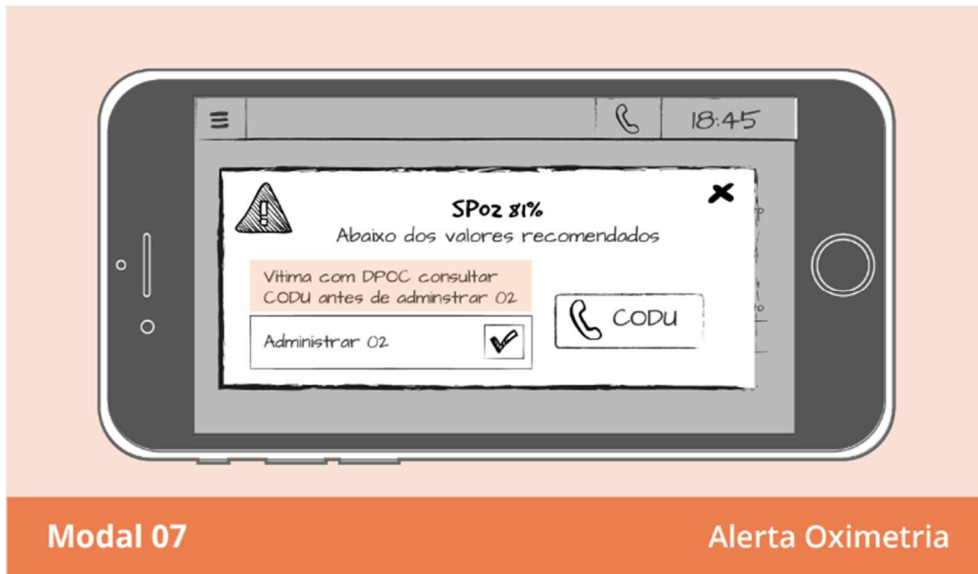 18:45
SPO2 81%
Abaixo dos valores recomendados
Vitima com DPOC consultar
CODU antes de adminstrar O2
Administrar O2
CODU
Modal 07
Alerta Oximetria